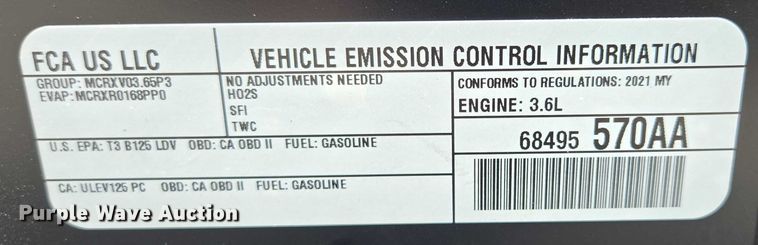 FCA US LLC
VEHICLE EMISSION CONTROL INFORMATION
GROUP: MCRXV03.65P3
EVAP: MCRXR0168PP0
NO ADJUSTMENTS NEEDED
HO2S
SFI
TWC
CONFORMS TO REGULATIONS: 2021 MY
ENGINE: 3.6L
68495 570AA
U.S. EPA: T3 B125 LDV OBD: CA OBD II FUEL: GASOLINE
CA: ULEV125 PC OBD: CA OBD II FUEL: GASOLINE
Purple Wave Auction